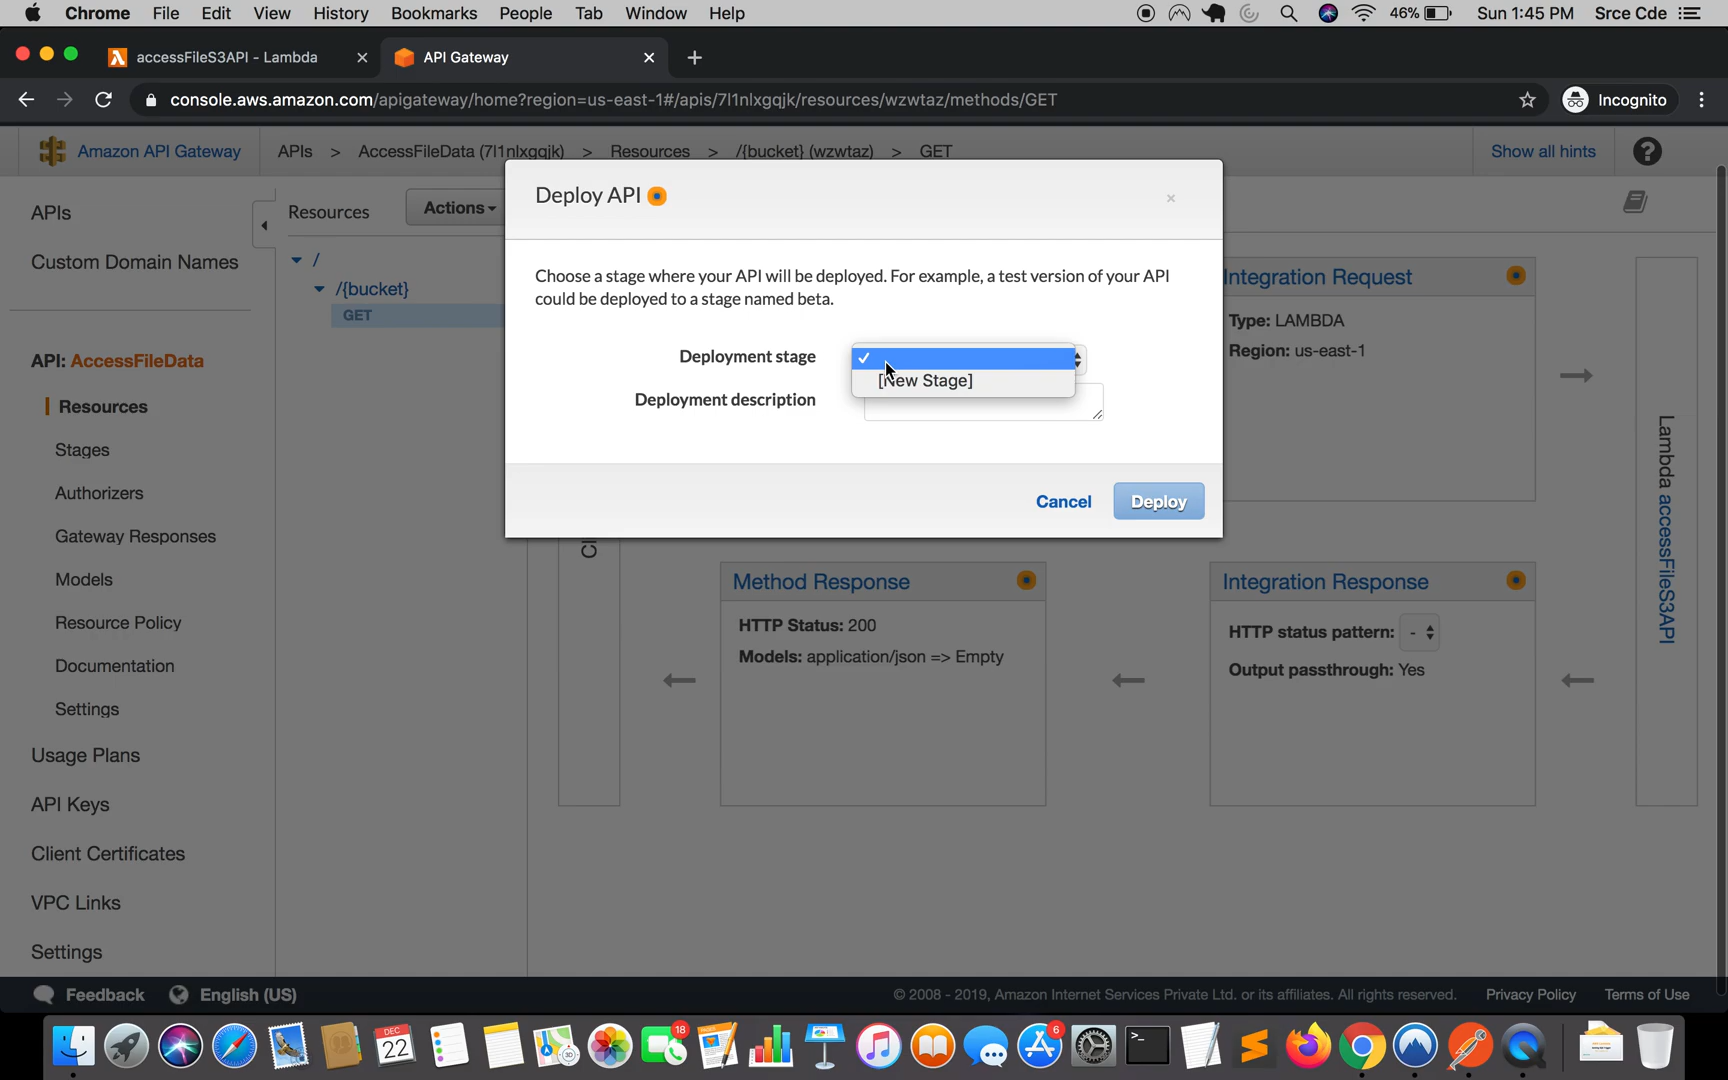 Chrome File Edit View History Bookmarks People Tab Window Help 46% Sun 1:45 PM Srce Cde
accessFileS3API - Lambda API Gateway
console.aws.amazon.com/apigateway/home?region=us-east-1#/apis/7l1nlxgqjk/resources/wzwtaz/methods/GET Incognito
Amazon API Gateway APIs > AccessFileData (7l1nlxgqjk) > Resources > /{bucket} (wzwtaz) > GET Show all hints
APIs
Custom Domain Names
API: AccessFileData
Resources
Stages
Authorizers
Gateway Responses
Models
Resource Policy
Documentation
Settings
Usage Plans
API Keys
Client Certificates
VPC Links
Settings
Resources Actions
/
/{bucket}
GET
Deploy API
Choose a stage where your API will be deployed. For example, a test version of your API
could be deployed to a stage named beta.
Deployment stage
[New Stage]
Deployment description
Cancel Deploy
Integration Request
Type: LAMBDA
Region: us-east-1
Lambda accessFileS3API
Method Response
HTTP Status: 200
Models: application/json => Empty
Integration Response
HTTP status pattern: -
Output passthrough: Yes
Feedback English (US) © 2008 - 2019, Amazon Internet Services Private Ltd. or its affiliates. All rights reserved. Privacy Policy Terms of Use
DEC
22
18
6